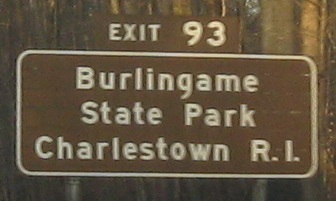 EXIT 93
Burlingame
State Park
Charlestown R.I.